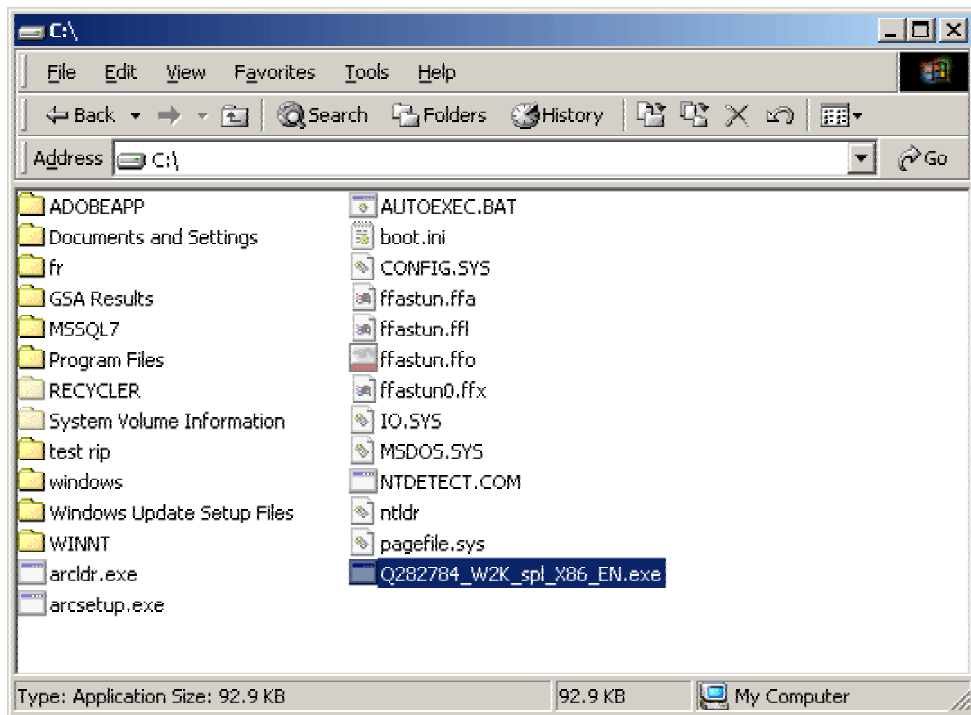 C:\
File Edit View Favorites Tools Help
Back Search Folders History
Address C:\ Go
ADOBEAPP
Documents and Settings
fr
GSA Results
MSSQL7
Program Files
RECYCLER
System Volume Information
test rip
windows
Windows Update Setup Files
WINNT
arcldr.exe
arcsetup.exe
AUTOEXEC.BAT
boot.ini
CONFIG.SYS
ffastun.ffa
ffastun.ffl
ffastun.ffo
ffastun0.ffx
IO.SYS
MSDOS.SYS
NTDETECT.COM
ntldr
pagefile.sys
Q282784_W2K_spl_X86_EN.exe
Type: Application Size: 92.9 KB 92.9 KB My Computer